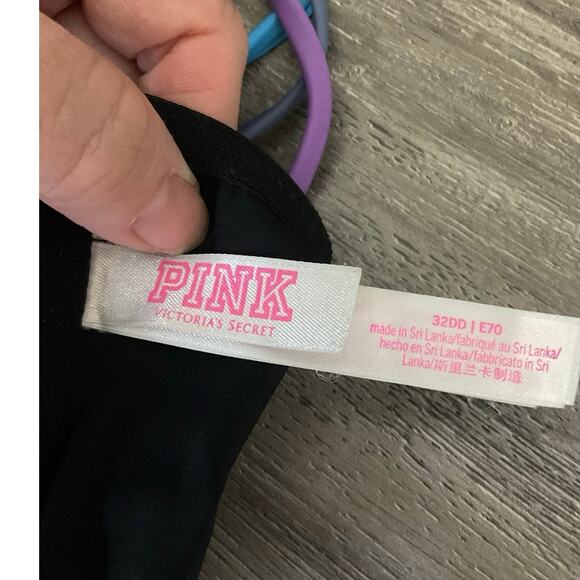 PINK
VICTORIA'S SECRET
32DD | E70
made in Sri Lanka/fabriqué au Sri Lanka/
hecho en Sri Lanka/fabbricato in Sri
Lanka/斯里兰卡制造